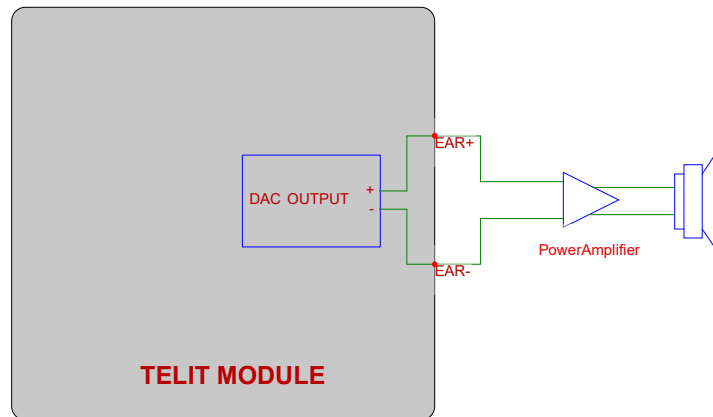 EAR+
DAC OUTPUT
+
-
PowerAmplifier
EAR-
TELIT MODULE